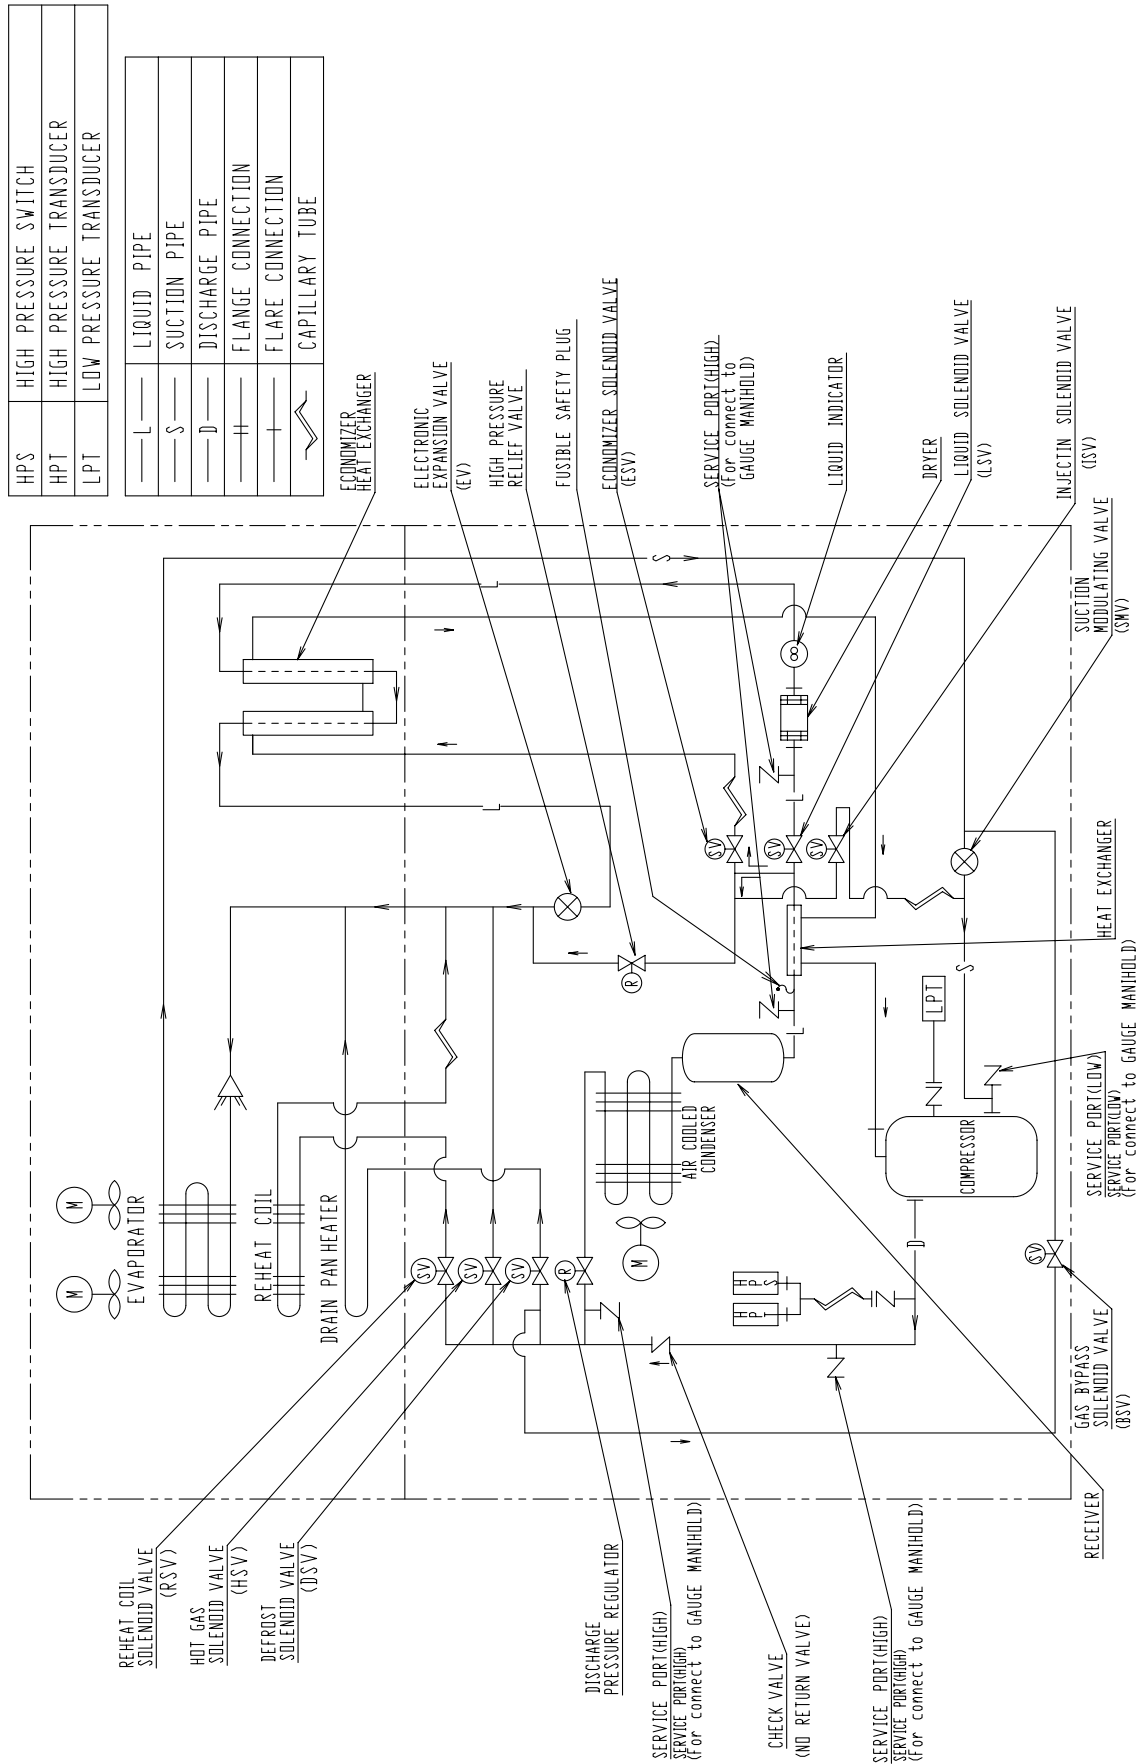 HPS HIGH PRESSURE SWITCH
HPT HIGH PRESSURE TRANSDUCER
LPT LOW PRESSURE TRANSDUCER
L LIQUID PIPE
S SUCTION PIPE
D DISCHARGE PIPE
FLANGE CONNECTION
FLARE CONNECTION
CAPILLARY TUBE
ECONOMIZER
HEAT EXCHANGER
ELECTRONIC
EXPANSION VALVE
(EV)
HIGH PRESSURE
RELIEF VALVE
FUSIBLE SAFETY PLUG
ECONOMIZER SOLENOID VALVE
(ESV)
SERVICE PORT(HIGH)
(For connect to
GAUGE MANIHOLD)
LIQUID INDICATOR
DRYER
LIQUID SOLENOID VALVE
(LSV)
INJECTIN SOLENOID VALVE
(ISV)
SUCTION
MODULATING VALVE
(SMV)
HEAT EXCHANGER
SERVICE PORT(LOW)
SERVICE PORT(LOW)
(For connect to GAUGE MANIHOLD)
M
M
EVAPORATOR
REHEAT COIL
DRAIN PAN HEATER
SV
SV
SV
R
M
AIR COOLED
CONDENSER
R
SV
SV
SV
L
L
L
L
S
S
D
LPT
COMPRESSOR
HPS
HPT
SV
REHEAT COIL
SOLENOID VALVE
(RSV)
HOT GAS
SOLENOID VALVE
(HSV)
DEFROST
SOLENOID VALVE
(DSV)
DISCHARGE
PRESSURE REGULATOR
SERVICE PORT(HIGH)
SERVICE PORT(HIGH)
(For connect to GAUGE MANIHOLD)
CHECK VALVE
(NO RETURN VALVE)
SERVICE PORT(HIGH)
SERVICE PORT(HIGH)
(For connect to GAUGE MANIHOLD)
GAS BYPASS
SOLENOID VALVE
(BSV)
RECEIVER